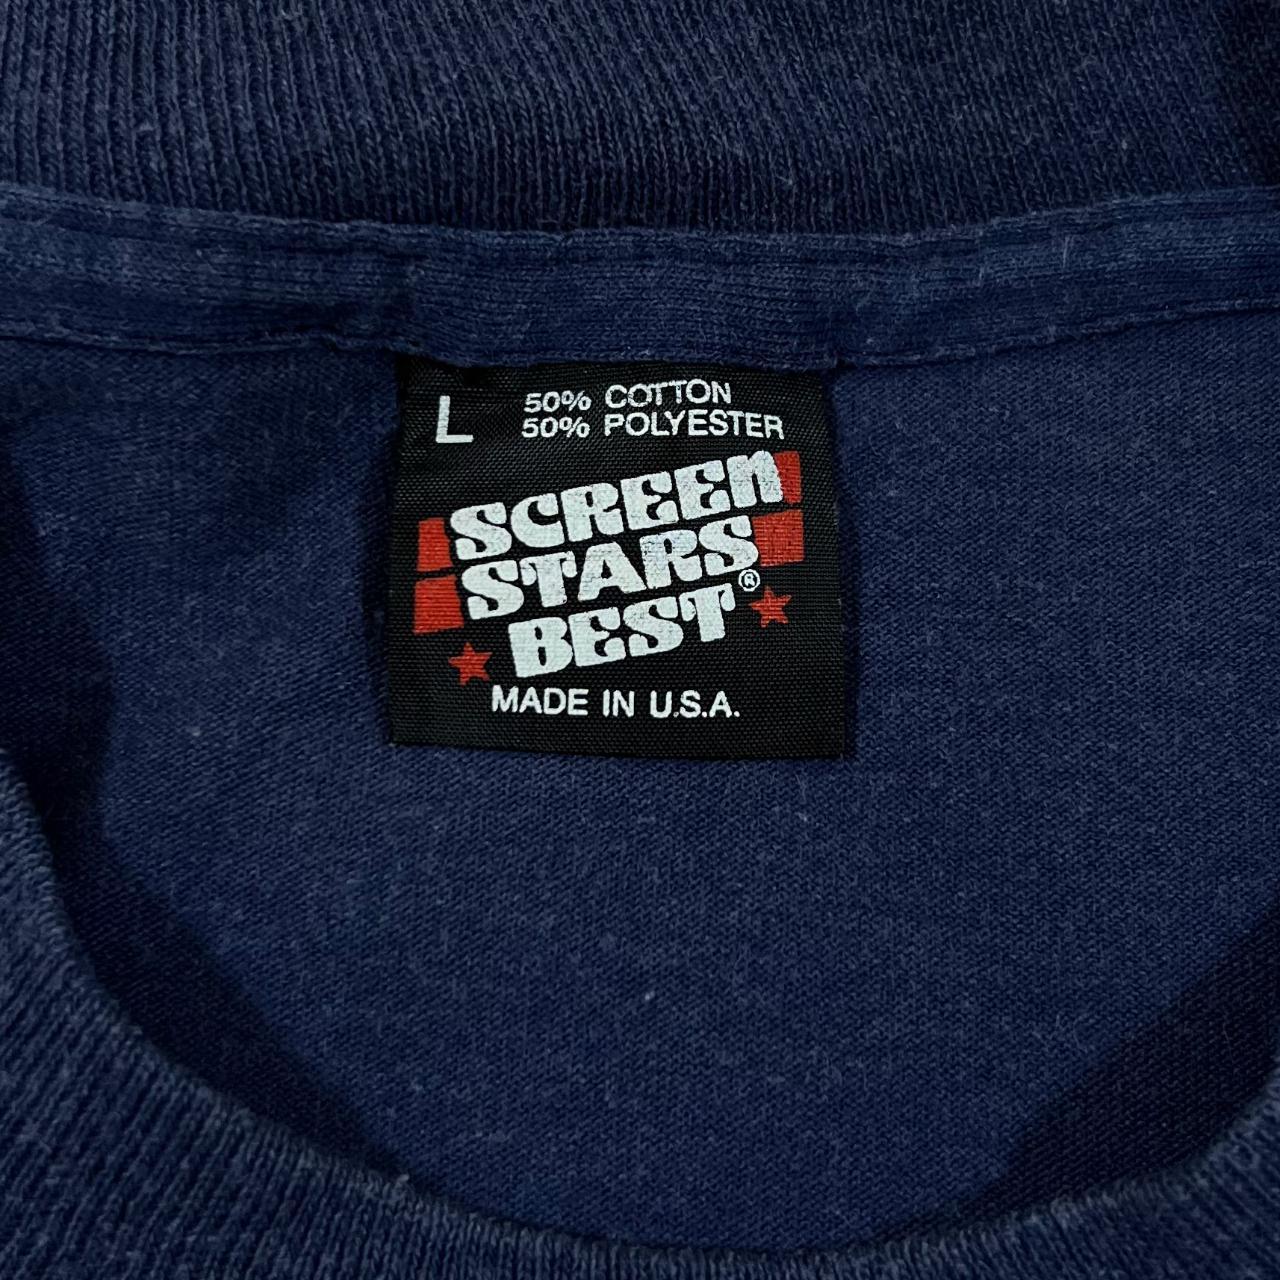 L 50% COTTON
50% POLYESTER
SCREEn
STARS
BEST®
MADE IN U.S.A.